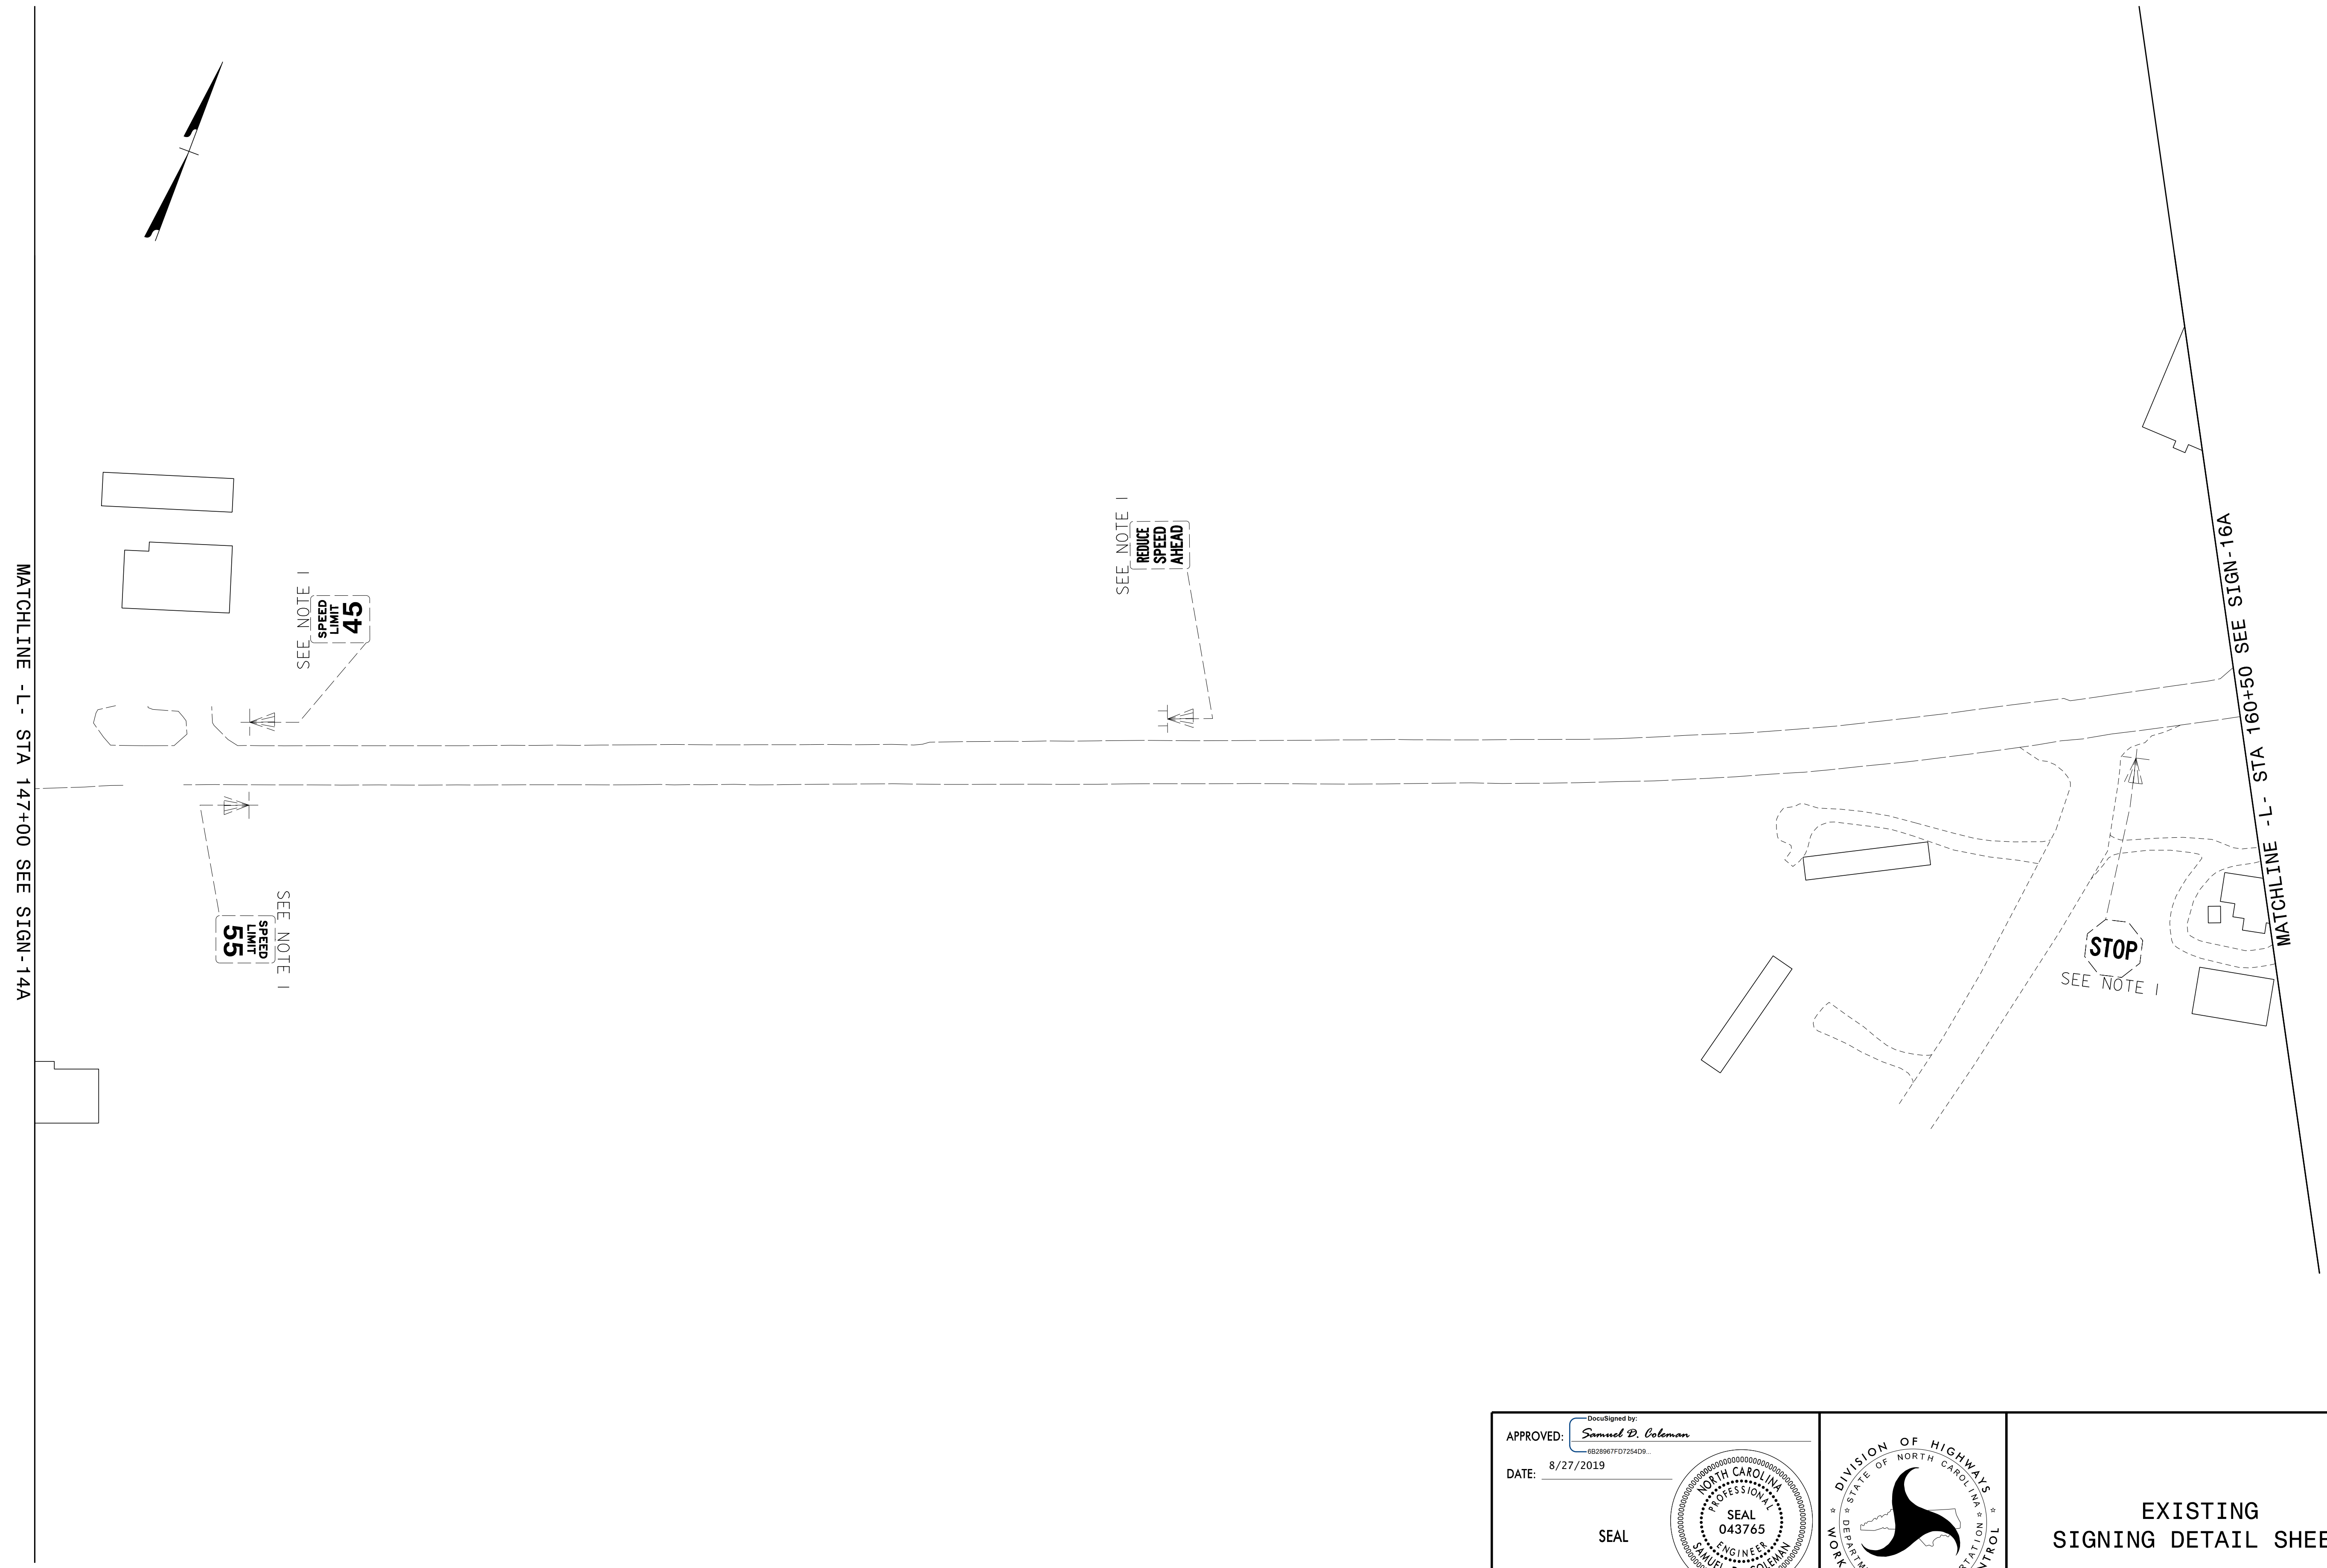 MATCHLINE -L- STA 147+00 SEE SIGN-14A
SEE NOTE 1
SPEED
LIMIT
45
SEE NOTE 1
REDUCE
SPEED
AHEAD
SEE NOTE 1
SPEED
LIMIT
55
STOP
SEE NOTE 1
MATCHLINE -L- STA 160+50 SEE SIGN-16A
DocuSigned by:
APPROVED: Samuel D. Coleman
6B28967FD7254D9...
DATE: 8/27/2019
SEAL
NORTH CAROLINA
PROFESSIONAL
SEAL
043765
ENGINEER
SAMUEL D. COLEMAN
DIVISION OF HIGHWAYS
STATE OF NORTH CAROLINA
EXISTING
SIGNING DETAIL